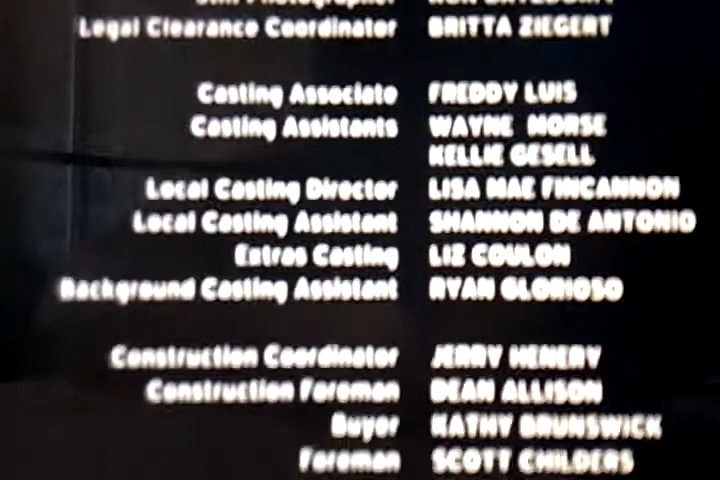 Legal Clearance Coordinator BRITTA ZIEGERT
Casting Associate FREDDY LUIS
Casting Assistants WAYNE MORSE
KELLIE GESELL
Local Casting Director LISA MAE FINCANNON
Local Casting Assistant SHANNON DE ANTONIO
Extras Casting LIZ COULON
Background Casting Assistant RYAN GLORIOSO
Construction Coordinator JERRY HENERY
Construction Foreman DEAN ALLISON
Buyer KATHY BRUNSWICK
Foreman SCOTT CHILDERS